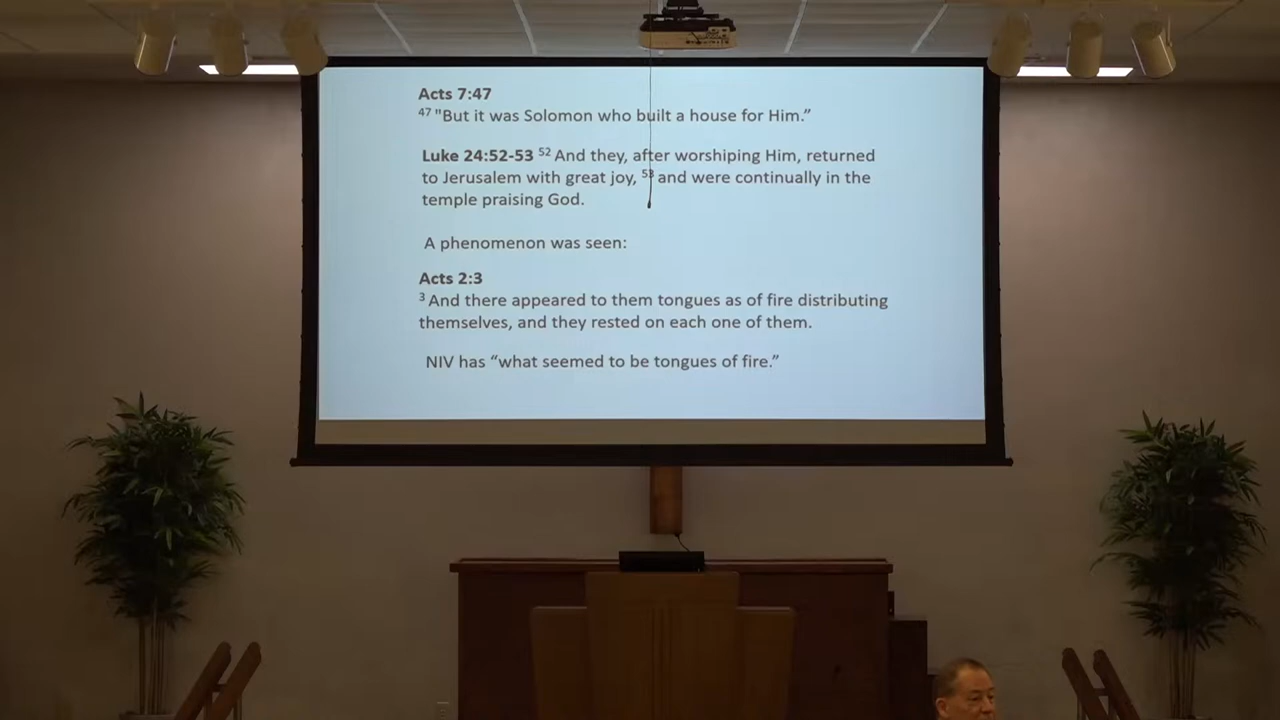 Acts 7:47
47 "But it was Solomon who built a house for Him.”
Luke 24:52-53 52 And they, after worshiping Him, returned
to Jerusalem with great joy, 53 and were continually in the
temple praising God.
A phenomenon was seen:
Acts 2:3
3 And there appeared to them tongues as of fire distributing
themselves, and they rested on each one of them.
NIV has “what seemed to be tongues of fire.”